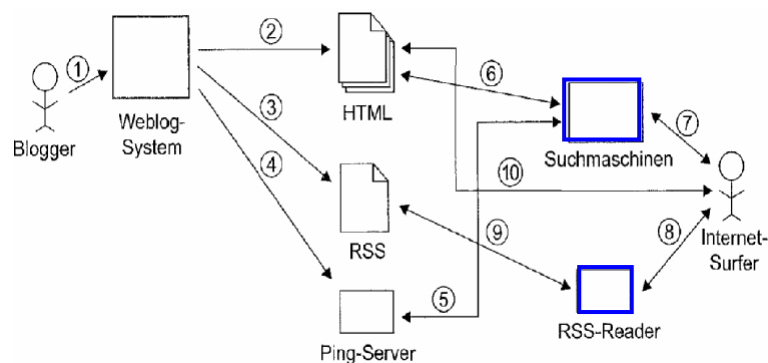 ②
①
⑥
HTML
③
⑦
Blogger
Weblog-
System
Suchmaschinen
④
⑩
RSS
⑨
⑧
Internet-
Surfer
⑤
RSS-Reader
Ping-Server